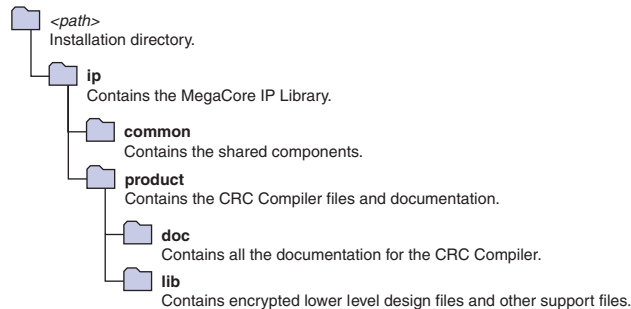 <path>
Installation directory.
ip
Contains the MegaCore IP Library.
common
Contains the shared components.
product
Contains the CRC Compiler files and documentation.
doc
Contains all the documentation for the CRC Compiler.
lib
Contains encrypted lower level design files and other support files.